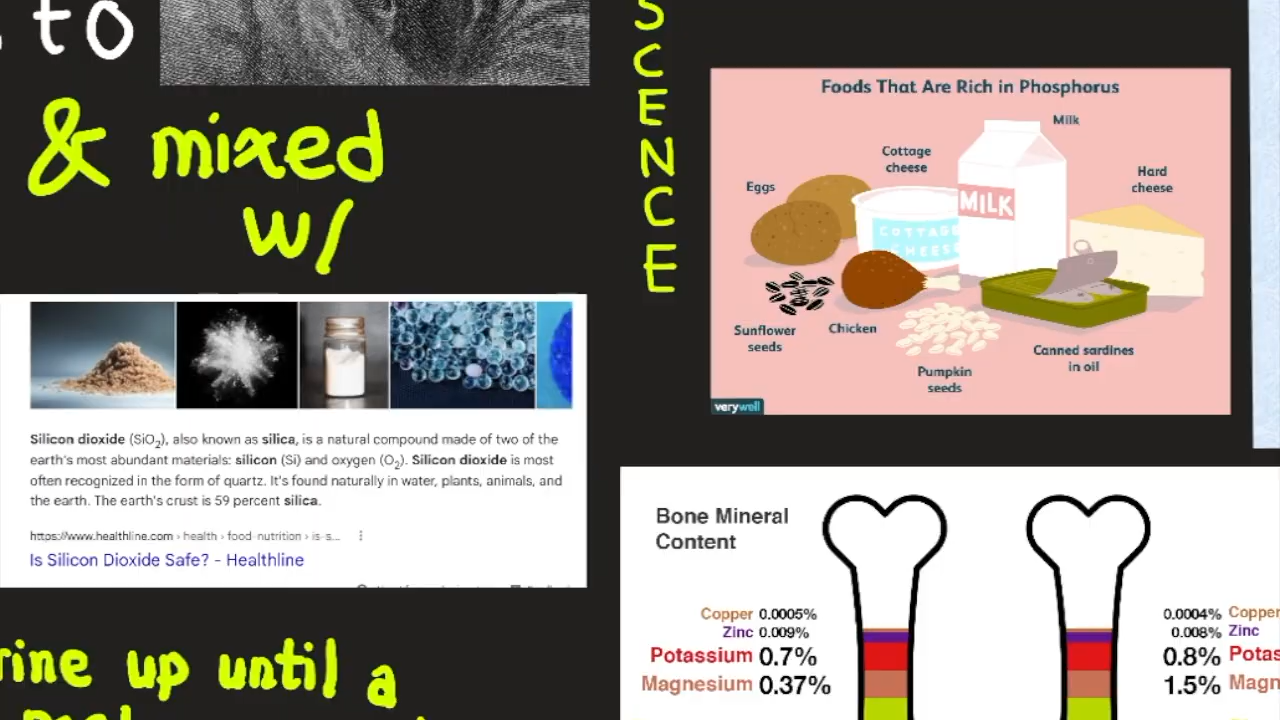 to
& mixed
w/
S
C
E
N
C
E
Silicon dioxide (SiO2), also known as silica, is a natural compound made of two of the
earth's most abundant materials: silicon (Si) and oxygen (O2). Silicon dioxide is most
often recognized in the form of quartz. It's found naturally in water, plants, animals, and
the earth. The earth's crust is 59 percent silica.
https://www.healthline.com › health › food-nutrition › is-s...
Is Silicon Dioxide Safe? - Healthline
rine up until a
Foods That Are Rich in Phosphorus
Milk
Cottage
cheese
Hard
cheese
Eggs
MILK
COTTAGE
CHEESE
Sunflower
seeds
Chicken
Pumpkin
seeds
Canned sardines
in oil
verywell
Bone Mineral
Content
Copper 0.0005%
Zinc 0.009%
Potassium 0.7%
Magnesium 0.37%
0.0004% Copper
0.008% Zinc
0.8% Potas
1.5% Magn